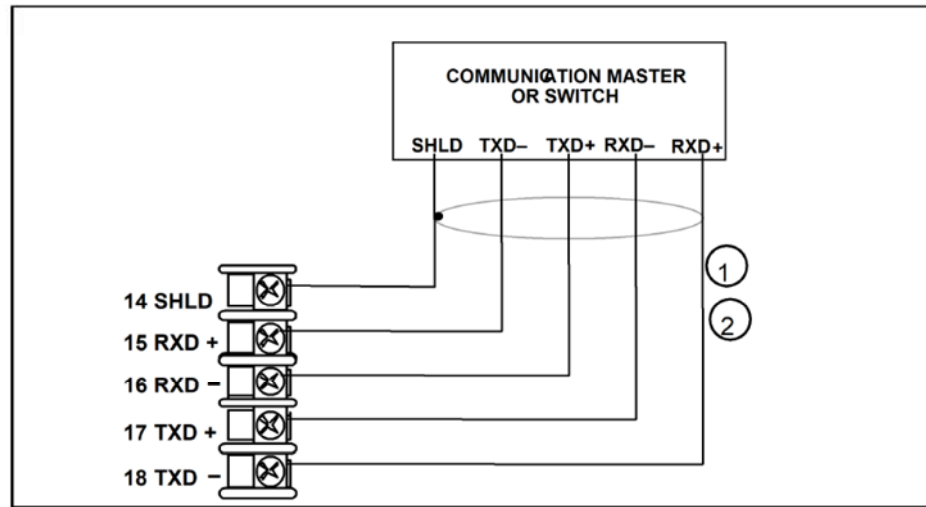 COMMUNICATION MASTER
OR SWITCH
SHLD TXD– TXD+ RXD– RXD+
1
2
14 SHLD
15 RXD +
16 RXD –
17 TXD +
18 TXD –